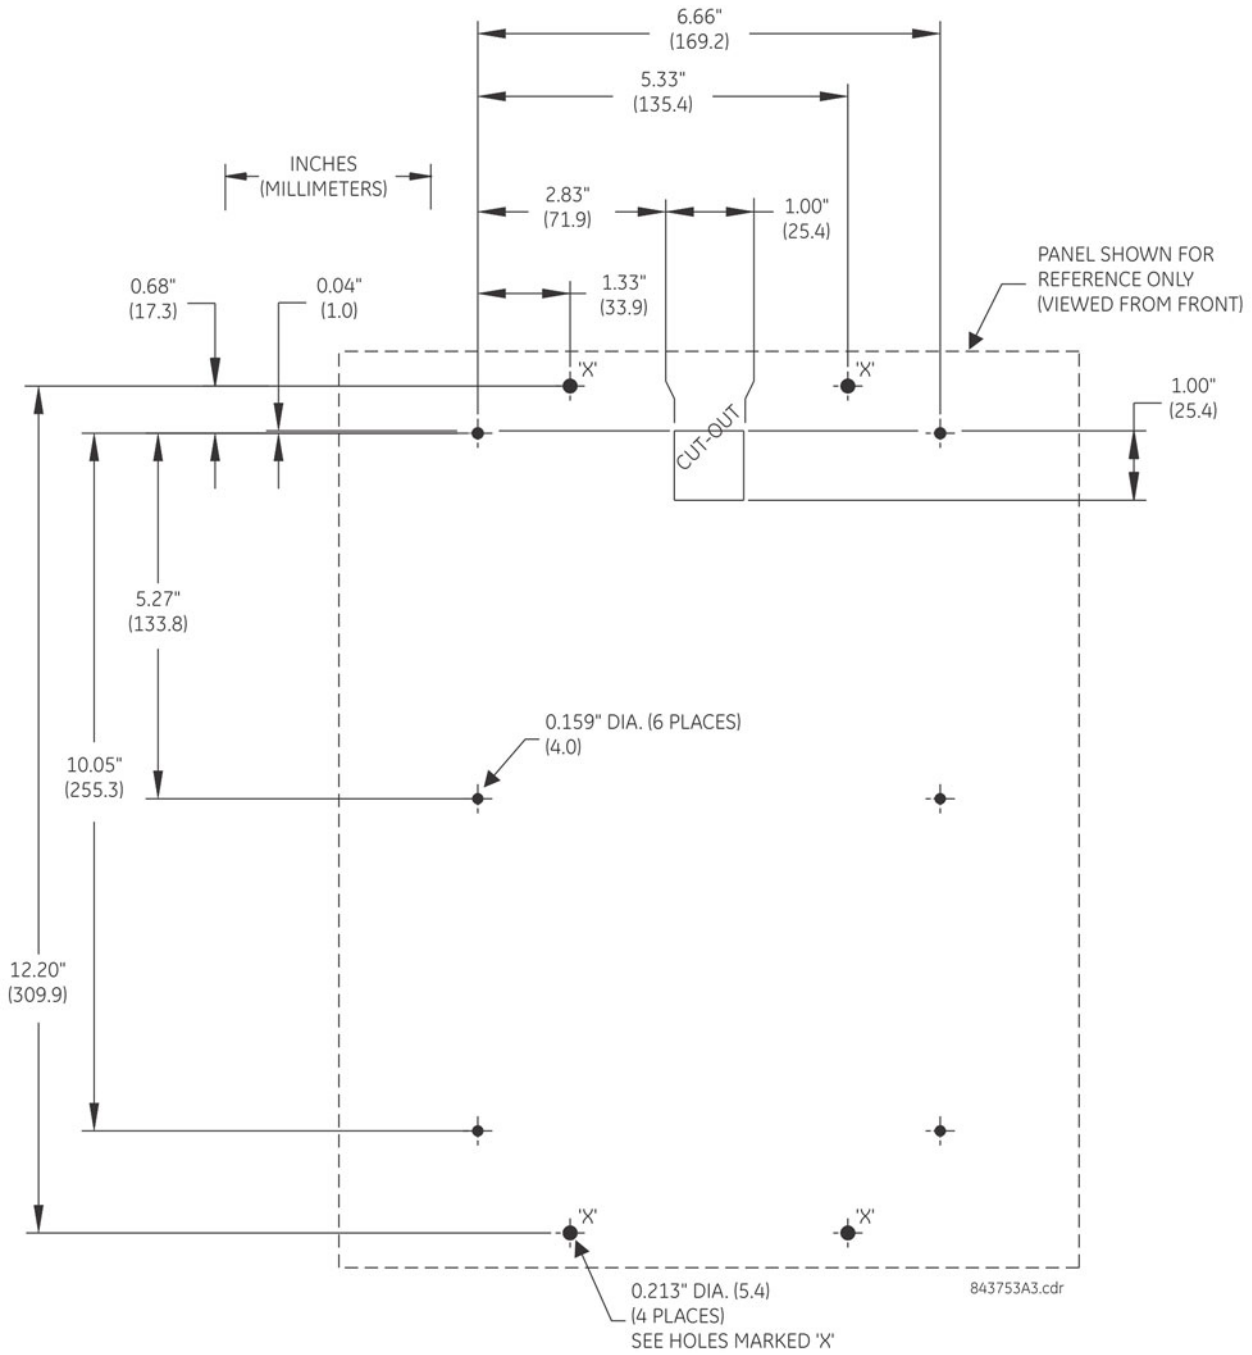 6.66"
(169.2)
5.33"
(135.4)
INCHES
(MILLIMETERS)
2.83"
(71.9)
1.00"
(25.4)
PANEL SHOWN FOR
REFERENCE ONLY
(VIEWED FROM FRONT)
0.68"
(17.3)
0.04"
(1.0)
1.33"
(33.9)
'X'
'X'
1.00"
(25.4)
CUT-OUT
5.27"
(133.8)
0.159" DIA. (6 PLACES)
(4.0)
10.05"
(255.3)
12.20"
(309.9)
'X'
'X'
0.213" DIA. (5.4)
(4 PLACES)
SEE HOLES MARKED 'X'
843753A3.cdr